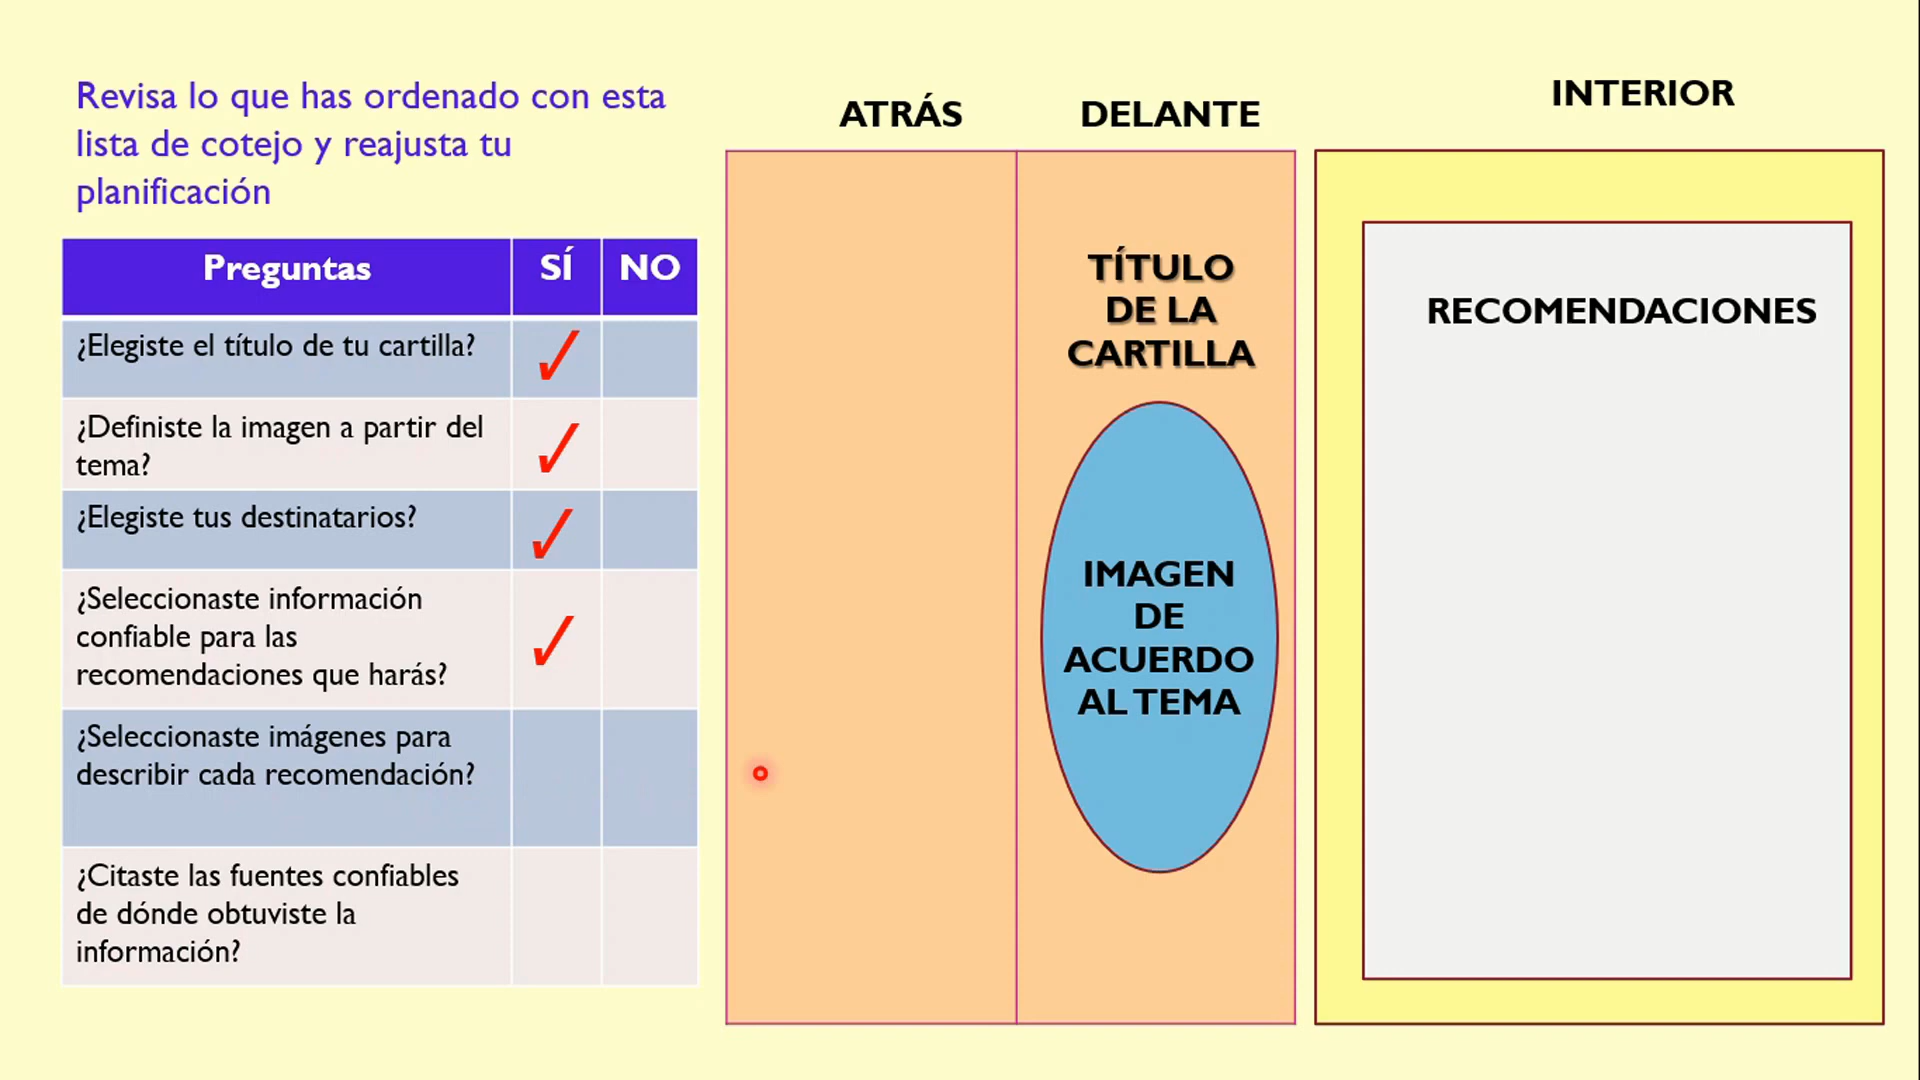 Revisa lo que has ordenado con esta
lista de cotejo y reajusta tu
planificación
Preguntas SÍ NO
¿Elegiste el título de tu cartilla?
¿Definiste la imagen a partir del
tema?
¿Elegiste tus destinatarios?
¿Seleccionaste información
confiable para las
recomendaciones que harás?
¿Seleccionaste imágenes para
describir cada recomendación?
¿Citaste las fuentes confiables
de dónde obtuviste la
información?
ATRÁS
DELANTE
TÍTULO
DE LA
CARTILLA
IMAGEN
DE
ACUERDO
AL TEMA
INTERIOR
RECOMENDACIONES